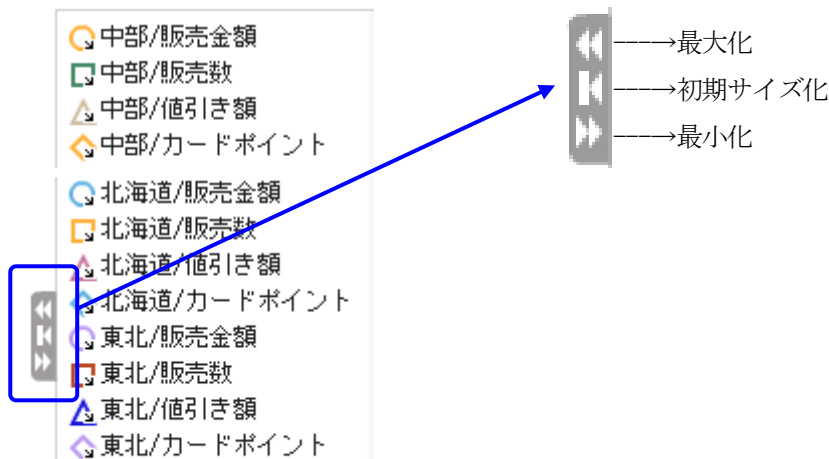 中部/販売金額
中部/販売数
中部/値引き額
中部/カードポイント
北海道/販売金額
北海道/販売数
北海道/値引き額
北海道/カードポイント
東北/販売金額
東北/販売数
東北/値引き額
東北/カードポイント
最大化
初期サイズ化
最小化